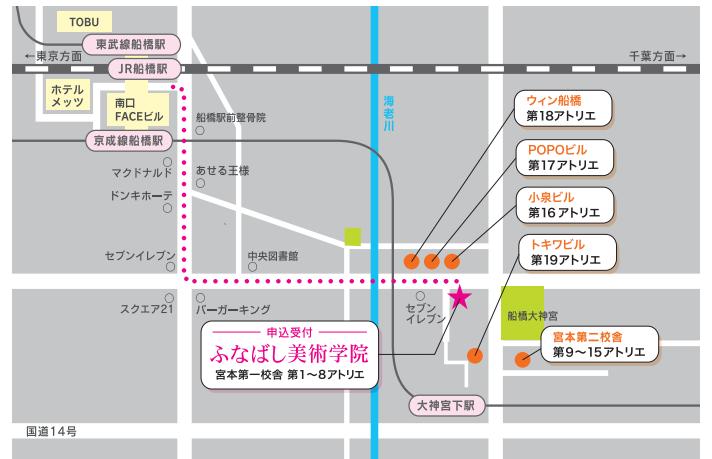 TOBU
東武線船橋駅
←東京方面
千葉方面→
JR船橋駅
ホテル
メッツ
南口
FACEビル
海老川
船橋駅前整骨院
京成線船橋駅
ウィン船橋
第18アトリエ
POPOビル
第17アトリエ
小泉ビル
第16アトリエ
トキワビル
第19アトリエ
マクドナルド
あせる王様
ドンキホーテ
セブンイレブン
中央図書館
スクエア21
バーガーキング
セブン
イレブン
船橋大神宮
申込受付
ふなばし美術学院
宮本第一校舎 第1〜8アトリエ
宮本第二校舎
第9〜15アトリエ
大神宮下駅
国道14号